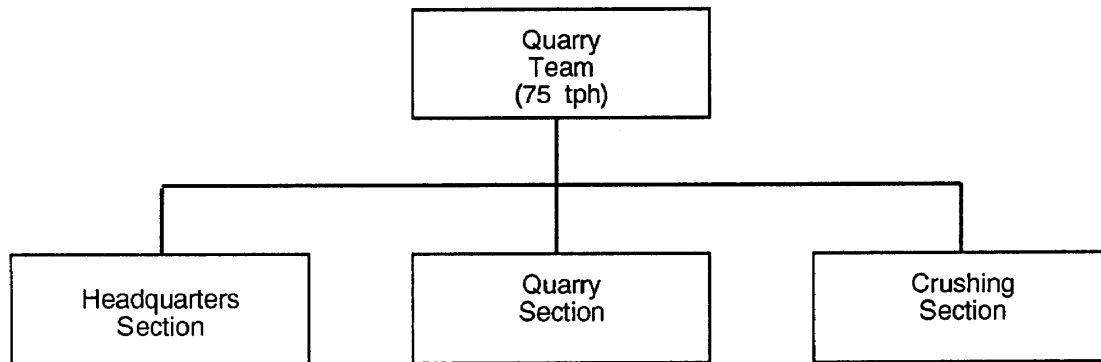 Quarry
Team
(75 tph)
Headquarters
Section
Quarry
Section
Crushing
Section